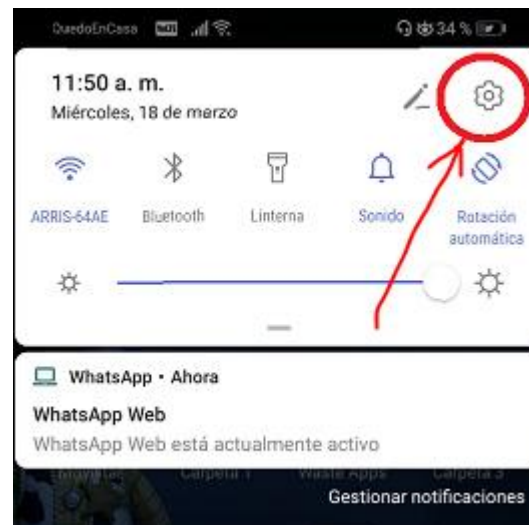 QuedoEnCasa 34 %
11:50 a. m.
Miércoles, 18 de marzo
ARRIS-64AE Bluetooth Linterna Sonido Rotación
automática
WhatsApp • Ahora
WhatsApp Web
WhatsApp Web está actualmente activo
Movistar Carpeta 1 Waste Apps Carpeta 3
Gestionar notificaciones